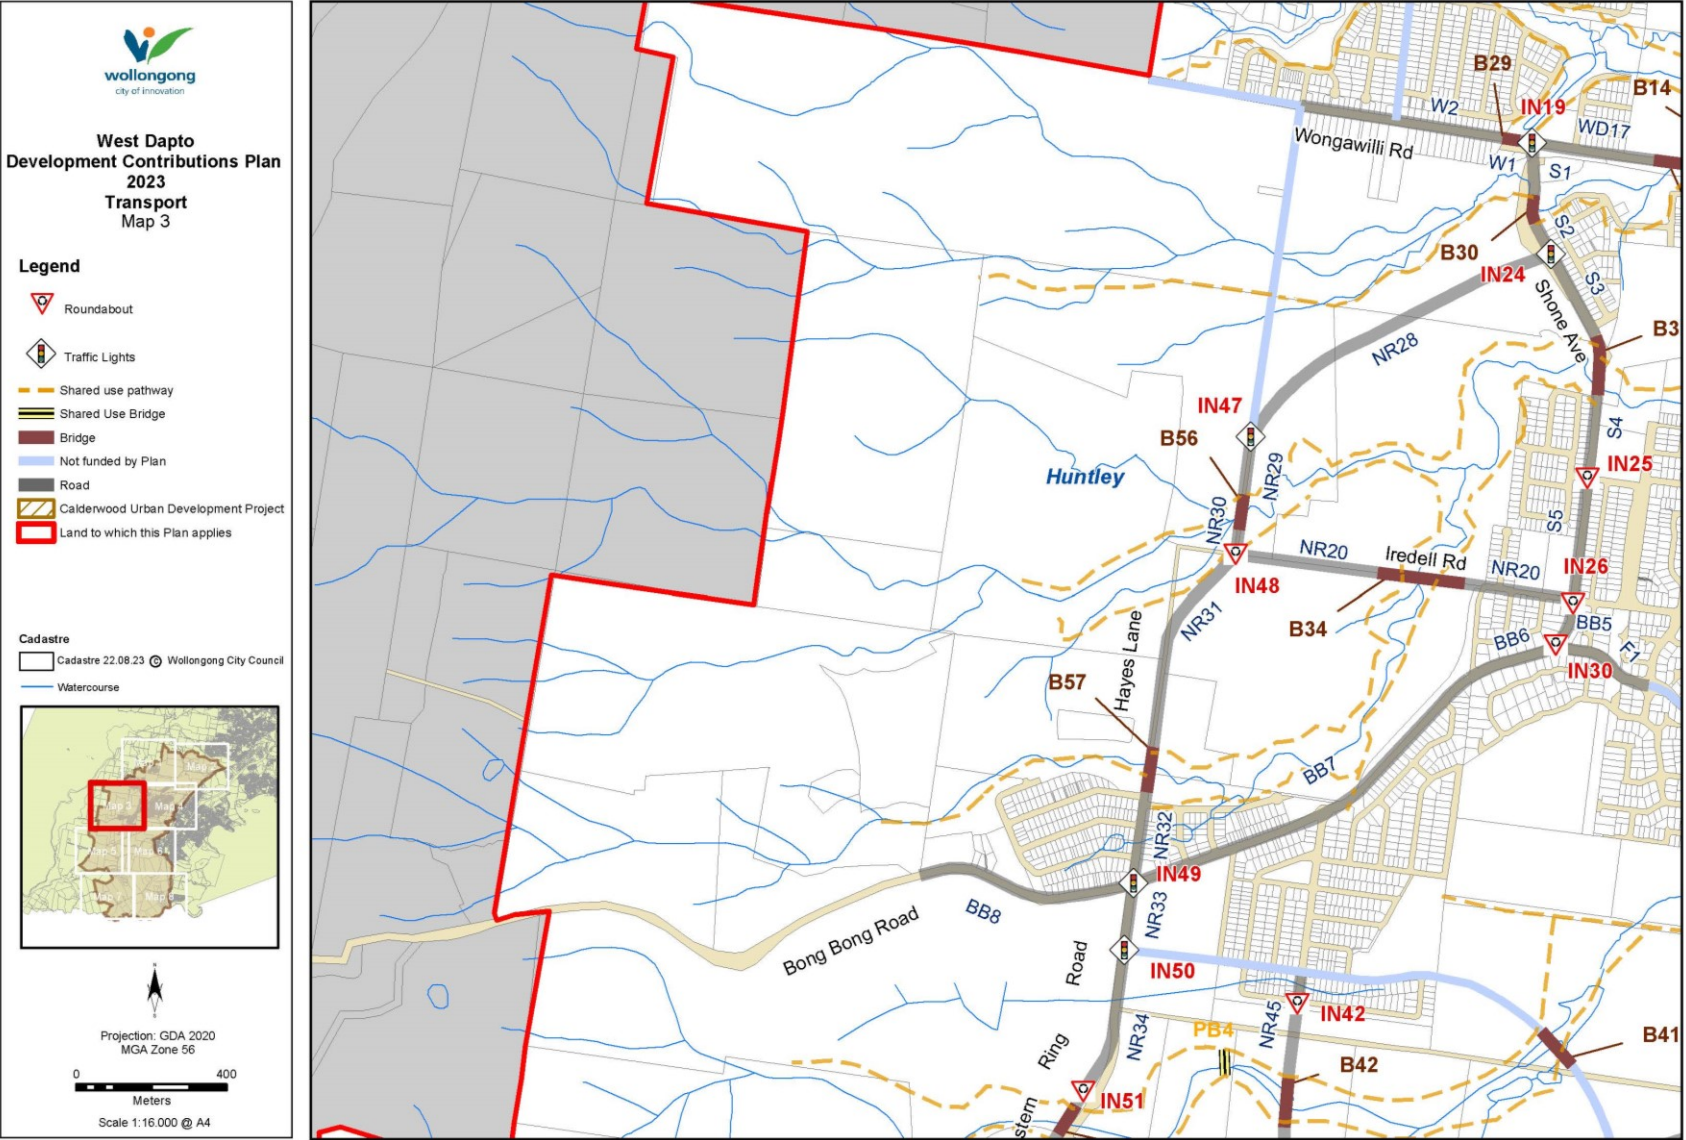 wollongong
city of innovation
West Dapto
Development Contributions Plan
2023
Transport
Map 3
Legend
Roundabout
Traffic Lights
Shared use pathway
Shared Use Bridge
Bridge
Not funded by Plan
Road
Calderwood Urban Development Project
Land to which this Plan applies
Cadastre
Cadastre 22.08.23 © Wollongong City Council
Watercourse
Map 3
Projection: GDA 2020
MGA Zone 56
0 400
Meters
Scale 1:16.000 @ A4
B29
B14
W2
IN19
WD17
Wongawilli Rd
W1
S1
S2
B30
IN24
S3
Shone Ave
B3
NR28
IN47
B56
S4
Huntley
NR29
IN25
NR30
S5
NR20
Iredell Rd
NR20
IN26
IN48
NR31
B34
BB5
BB6
F1
IN30
Hayes Lane
B57
BB7
NR32
IN49
BB8
NR33
Bong Bong Road
Road
IN50
IN42
NR45
NR34
PB4
Ring
B41
B42
IN51
stern